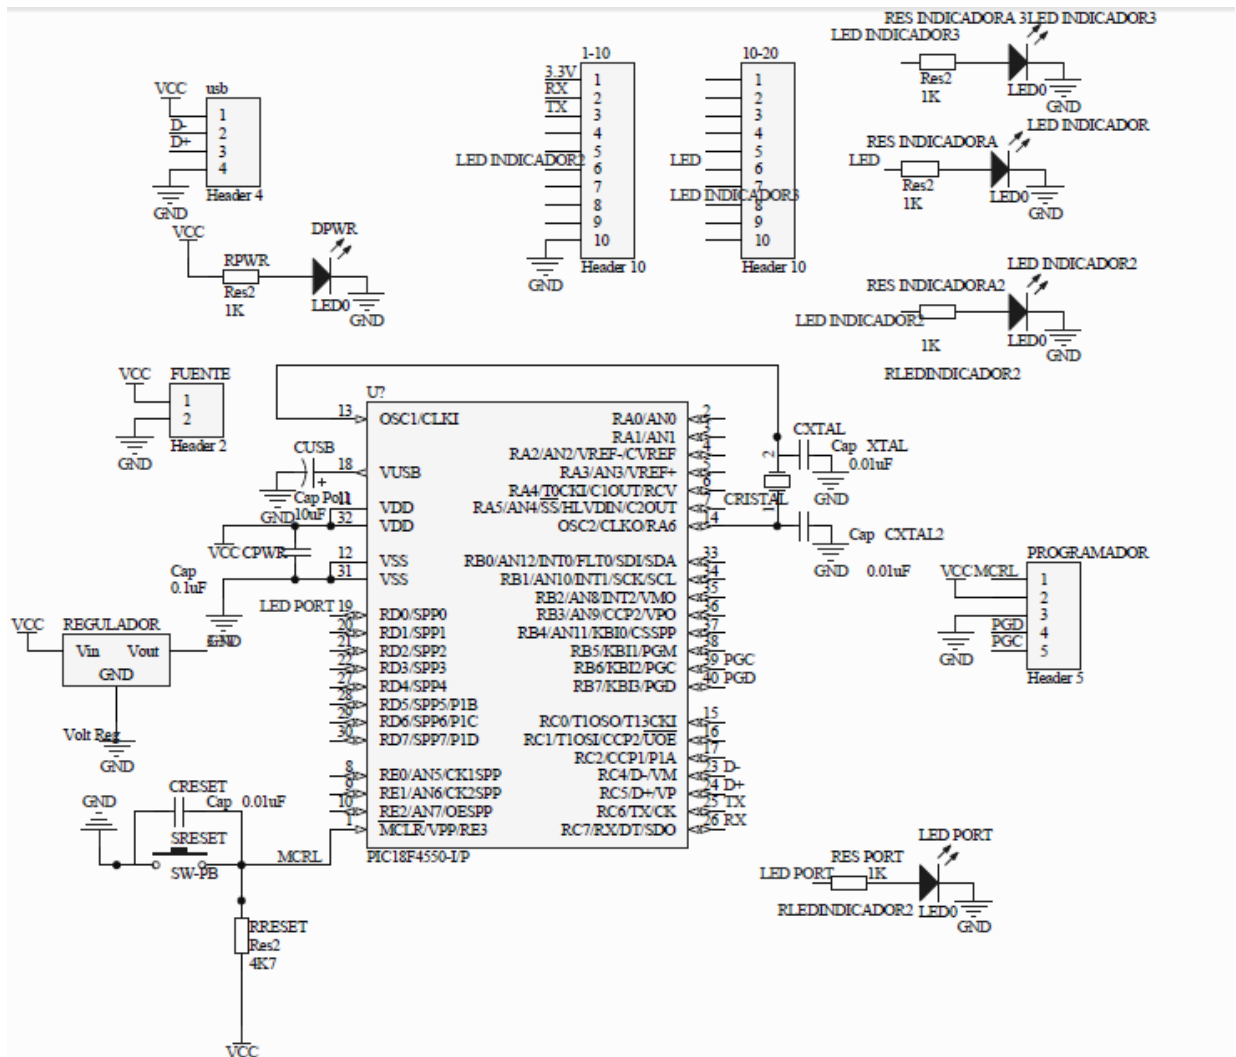 RES INDICADORA 3LED INDICADOR3
LED INDICADOR3
Res2
1K
LED0
GND
1-10
3.3V
RX
TX
1
2
3
4
5
6
7
8
9
10
LED INDICADOR2
Header 10
GND
10-20
1
2
3
4
5
6
7
8
9
10
LED
LED INDICADOR3
Header 10
usb
VCC
D-
D+
1
2
3
4
Header 4
GND
LED INDICADOR
RES INDICADORA
LED
Res2
1K
LED0
GND
VCC
DPWR
RPWR
Res2
1K
LED0
GND
LED INDICADOR2
RES INDICADORA2
LED INDICADOR2
1K
LED0
GND
RLEDINDICADOR2
VCC
FUENTE
1
2
Header 2
GND
U?
13 OSC1/CLKI
CUSB
18 VUSB
Cap Pol
10uF
GND
11 VDD
32 VDD
VCC CPWR
12 VSS
31 VSS
Cap
0.1uF
GND
LED PORT 19 RD0/SPP0
20 RD1/SPP1
21 RD2/SPP2
22 RD3/SPP3
27 RD4/SPP4
28 RD5/SPP5/P1B
29 RD6/SPP6/P1C
30 RD7/SPP7/P1D
8 RE0/AN5/CK1SPP
9 RE1/AN6/CK2SPP
10 RE2/AN7/OESPP
1 MCLR/VPP/RE3
PIC18F4550-I/P
RA0/AN0 2
RA1/AN1 3
RA2/AN2/VREF-/CVREF 4
RA3/AN3/VREF+ 5
RA4/T0CKI/C1OUT/RCV 6
RA5/AN4/SS/HLVDIN/C2OUT 7
OSC2/CLKO/RA6 14
RB0/AN12/INT0/FLT0/SDI/SDA 33
RB1/AN10/INT1/SCK/SCL 34
RB2/AN8/INT2/VMO 35
RB3/AN9/CCP2/VPO 36
RB4/AN11/KBI0/CSSPP 37
RB5/KBI1/PGM 38
RB6/KBI2/PGC 39 PGC
RB7/KBI3/PGD 40 PGD
RC0/T1OSO/T13CKI 15
RC1/T1OSI/CCP2/UOE 16
RC2/CCP1/P1A 17
RC4/D-/VM 23 D-
RC5/D+/VP 24 D+
RC6/TX/CK 25 TX
RC7/RX/DT/SDO 26 RX
CXTAL
Cap XTAL
0.01uF
GND
2
CRISTAL
1
Cap CXTAL2
GND 0.01uF
PROGRAMADOR
VCC MCRL
1
2
3
4
5
PGD
PGC
GND
Header 5
VCC
REGULADOR
Vin Vout
GND
Volt Reg
GND
GND
CRESET
Cap 0.01uF
SRESET
SW-PB
MCRL
RRESET
Res2
4K7
VCC
LED PORT
RES PORT
LED PORT
1K
RLEDINDICADOR2
LED0
GND